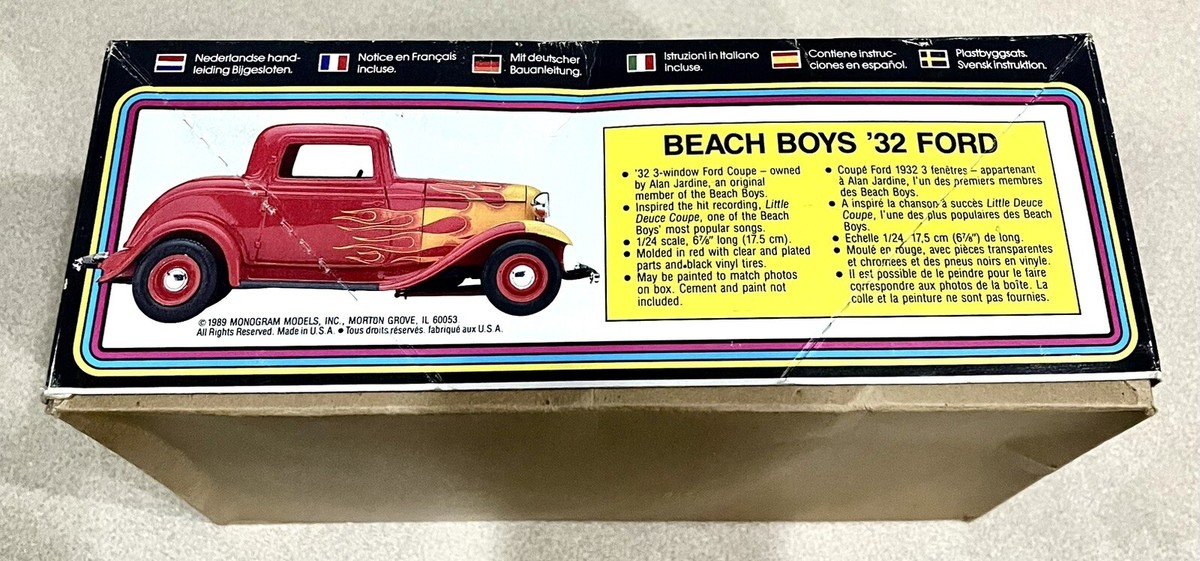 Nederlandse hand-
leiding Bijgesloten.
Notice en Français
incluse.
Mit deutscher
Bauanleitung.
Istruzioni in Italiano
incluse.
Contiene instruc-
ciones en español.
Plastbyggsats.
Svensk instruktion.
BEACH BOYS '32 FORD
• '32 3-window Ford Coupe – owned
by Alan Jardine, an original
member of the Beach Boys.
• Inspired the hit recording, Little
Deuce Coupe, one of the Beach
Boys' most popular songs.
• 1/24 scale, 6⅞" long (17.5 cm).
• Molded in red with clear and plated
parts and black vinyl tires.
• May be painted to match photos
on box. Cement and paint not
included.
• Coupé Ford 1932 3 fenêtres – appartenant
à Alan Jardine, l'un des premiers membres
des Beach Boys.
• A inspiré la chanson à succès Little Deuce
Coupe, l'une des plus populaires des Beach
Boys.
• Echelle 1/24, 17,5 cm (6⅞") de long.
• Moulé en rouge, avec pièces transparentes
et chromées et des pneus noirs en vinyle.
• Il est possible de le peindre pour le faire
correspondre aux photos de la boîte. La
colle et la peinture ne sont pas fournies.
© 1989 MONOGRAM MODELS, INC., MORTON GROVE, IL 60053
All Rights Reserved. Made in U.S.A. • Tous droits réservés. fabriqué aux U.S.A.